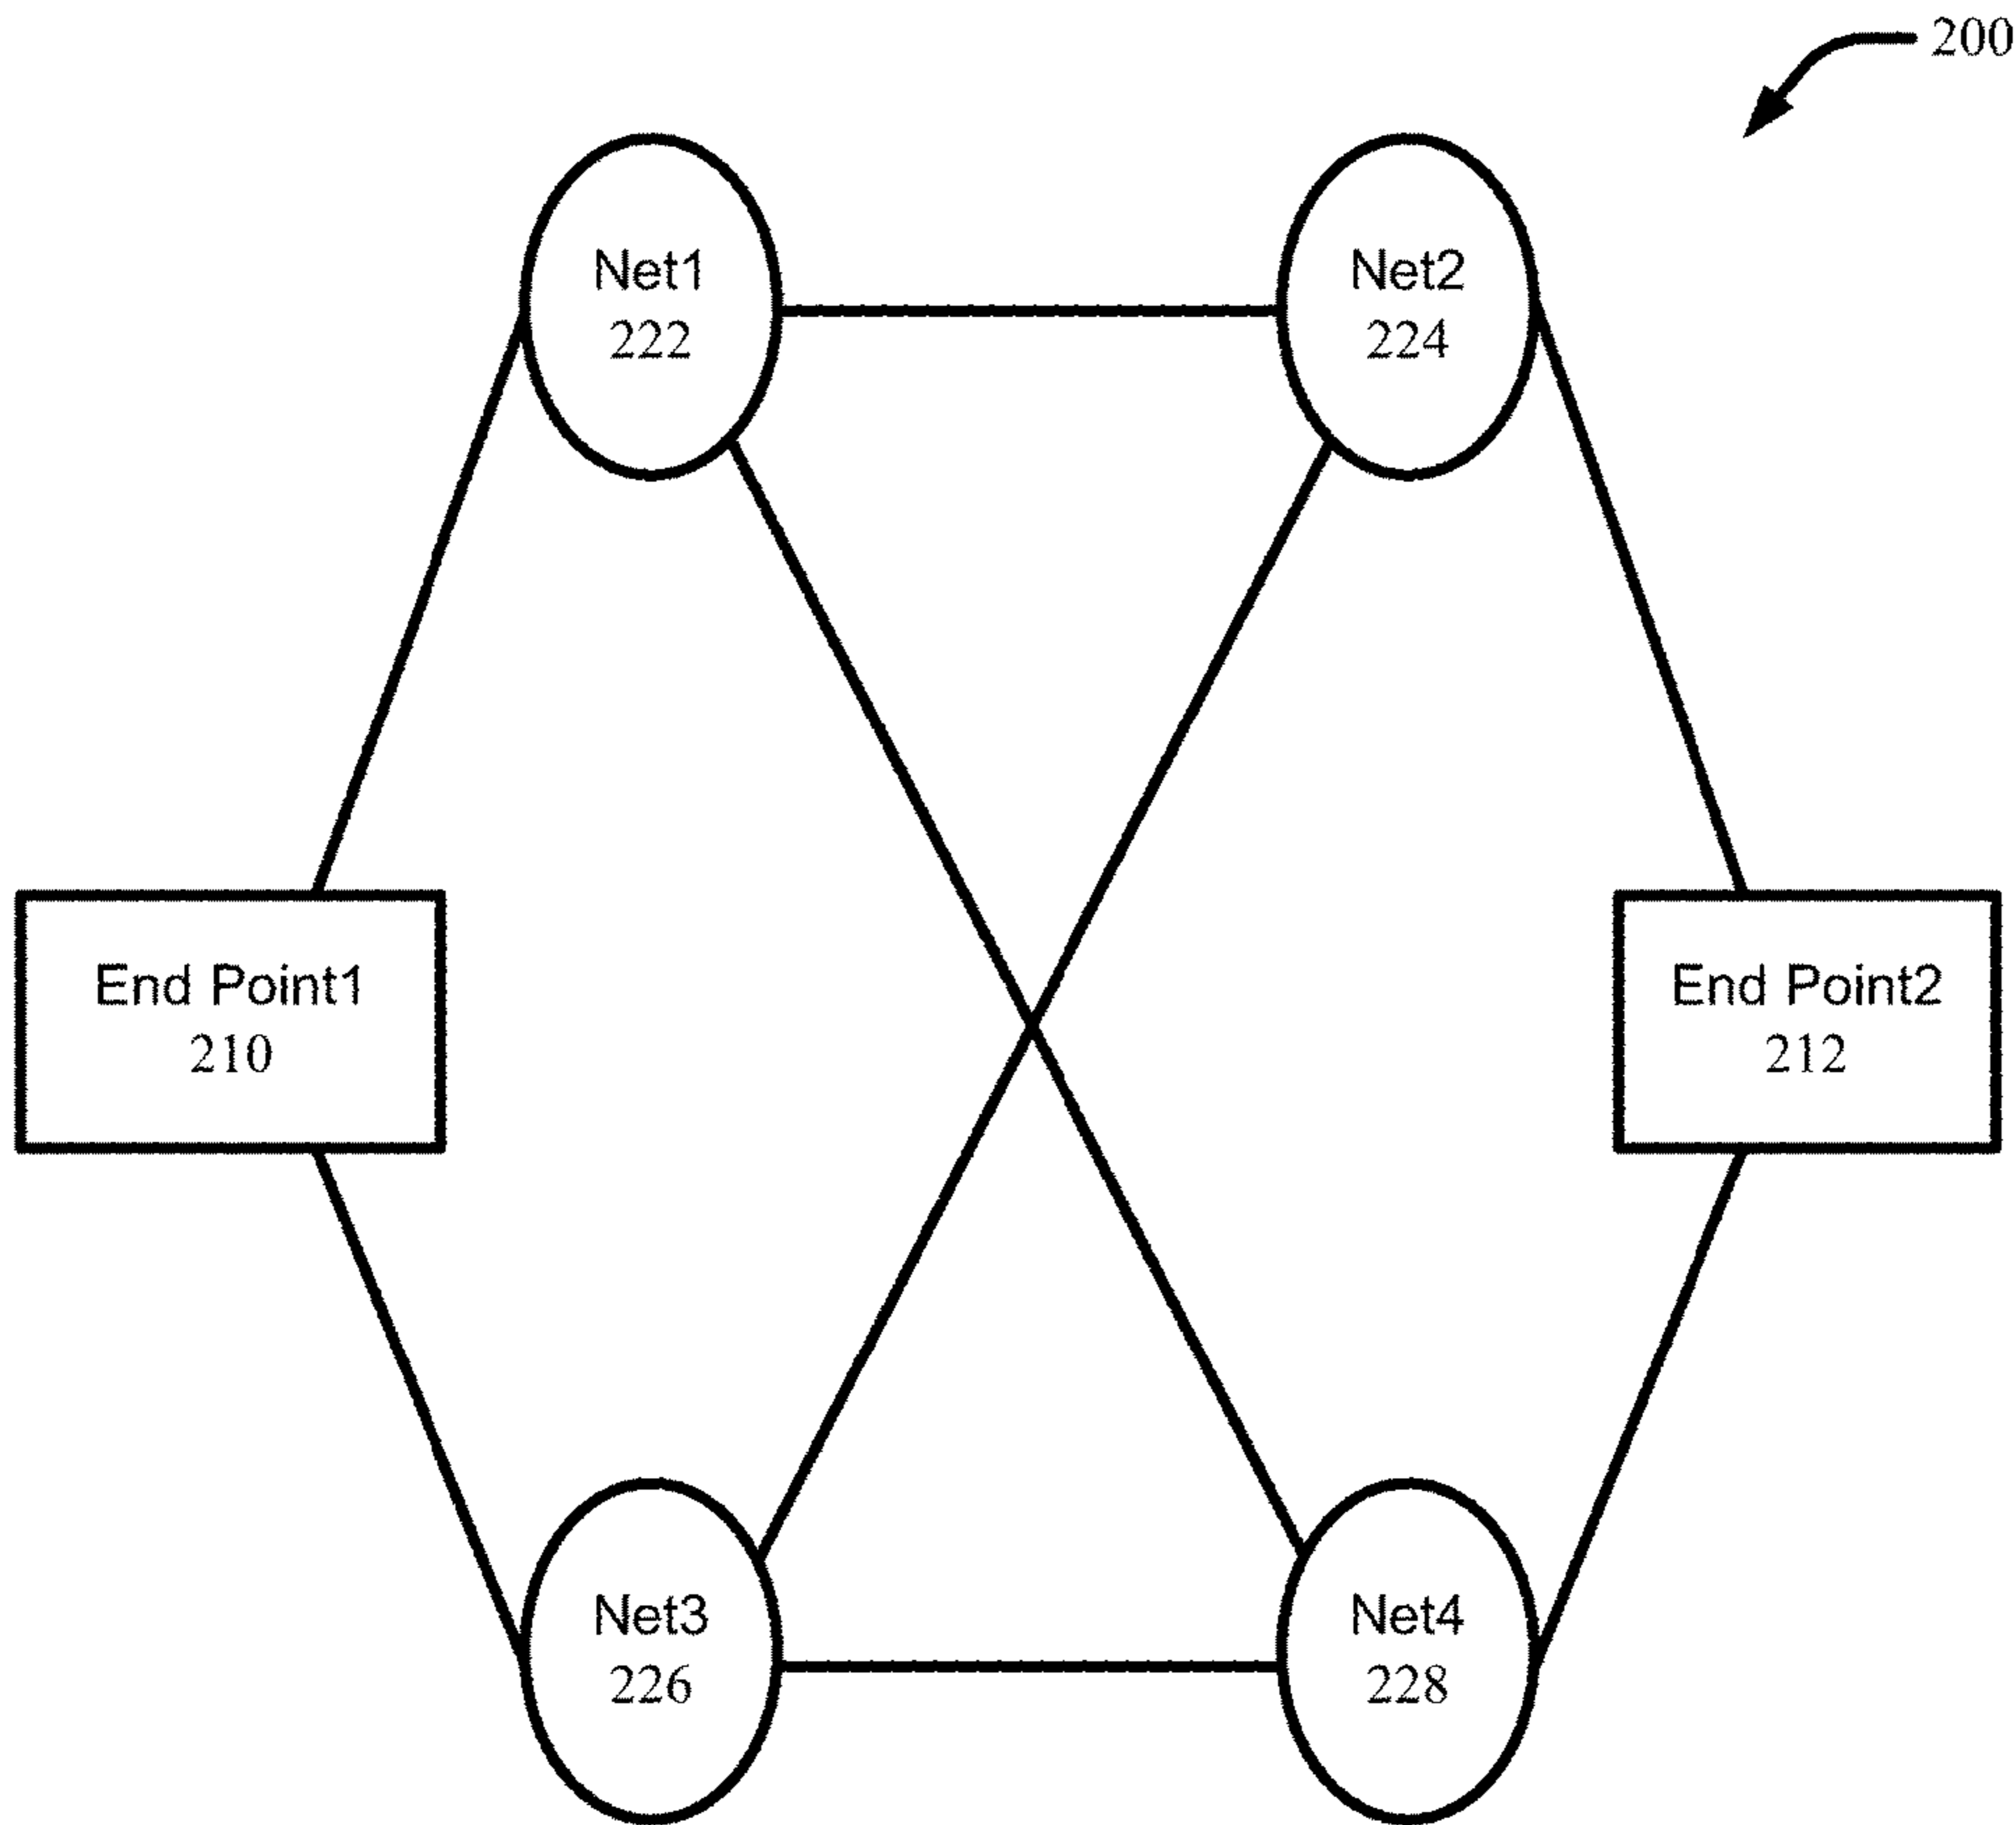 200
Net1
222
Net2
224
End Point1
210
End Point2
212
Net3
226
Net4
228